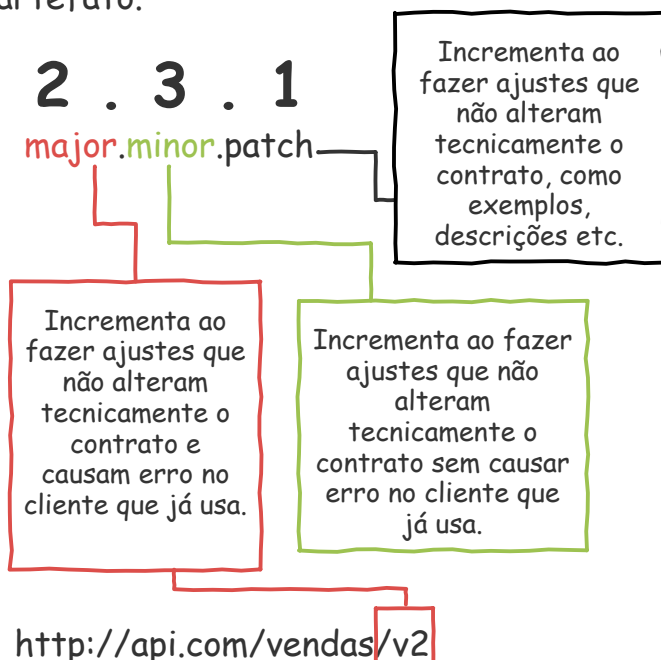 2 . 3 . 1
major.minor.patch
Incrementa ao
fazer ajustes que
não alteram
tecnicamente o
contrato, como
exemplos,
descrições etc.
Incrementa ao
fazer ajustes que
não alteram
tecnicamente o
contrato e
causam erro no
cliente que já usa.
Incrementa ao fazer
ajustes que não
alteram
tecnicamente o
contrato sem causar
erro no cliente que
já usa.
http://api.com/vendas/v2